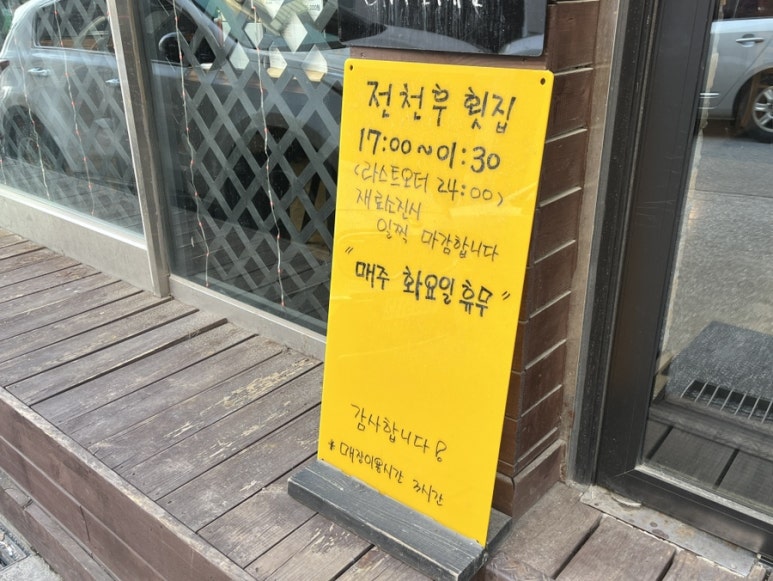 전천후 횟집
17:00~01:30
<라스트오더 24:00>
재료소진시
일찍 마감합니다
"매주 화요일 휴무"
감사합니다!
* 매장이용시간 3시간